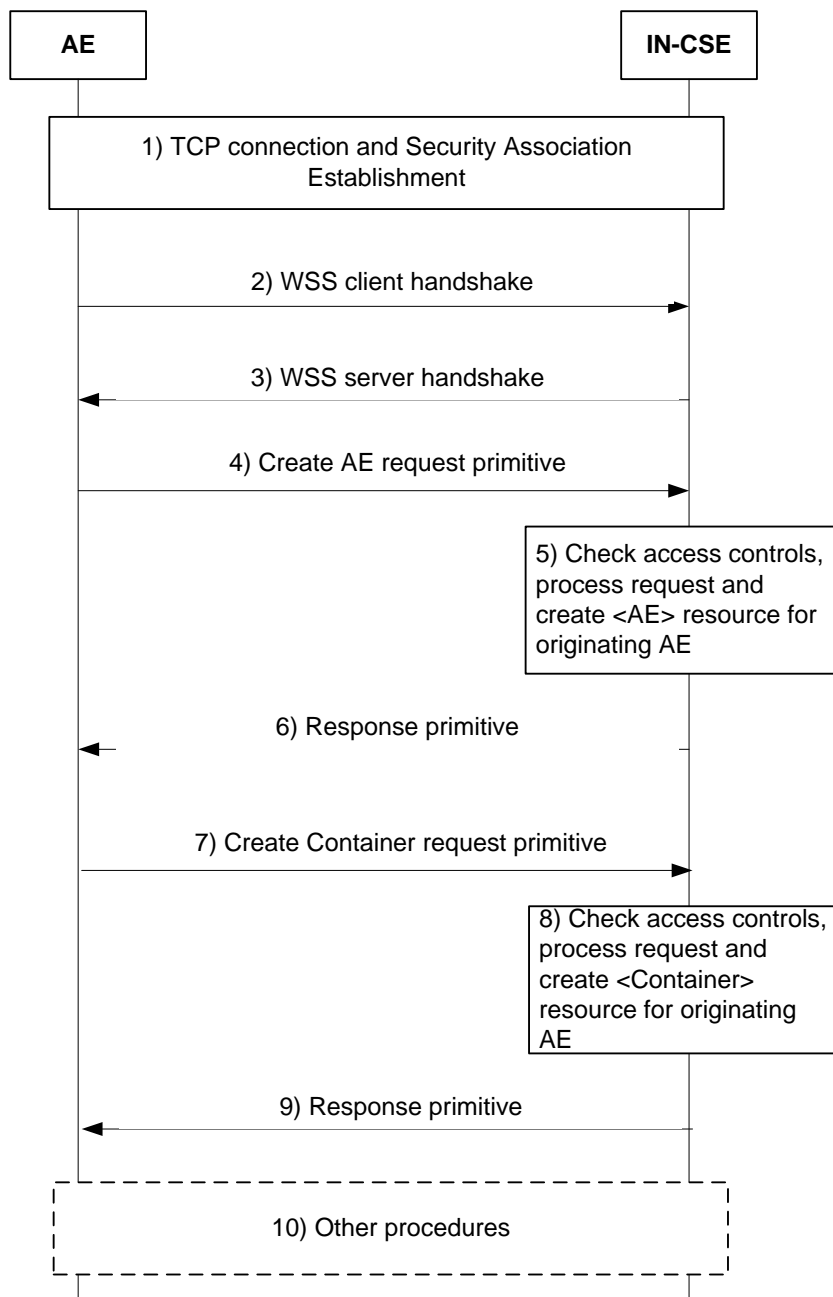 AE
IN-CSE
1) TCP connection and Security Association
Establishment
2) WSS client handshake
3) WSS server handshake
4) Create AE request primitive
5) Check access controls,
process request and
create <AE> resource for
originating AE
6) Response primitive
7) Create Container request primitive
8) Check access controls,
process request and
create <Container>
resource for originating
AE
9) Response primitive
10) Other procedures